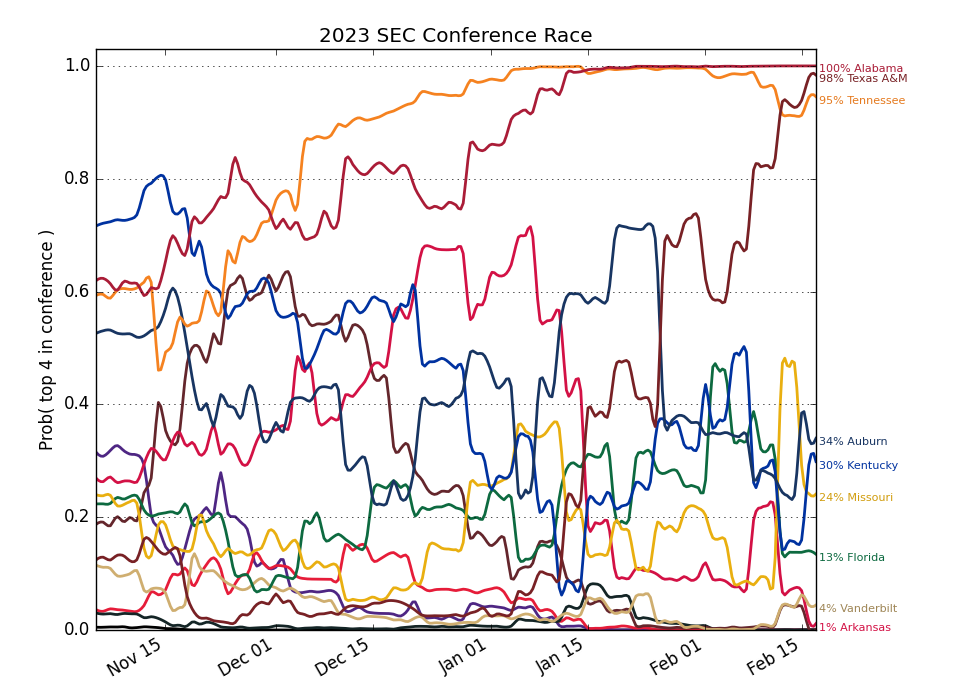 2023 SEC Conference Race
Prob( top 4 in conference )
1.0
0.8
0.6
0.4
0.2
0.0
Nov 15
Dec 01
Dec 15
Jan 01
Jan 15
Feb 01
Feb 15
100% Alabama
98% Texas A&M
95% Tennessee
34% Auburn
30% Kentucky
24% Missouri
13% Florida
4% Vanderbilt
1% Arkansas